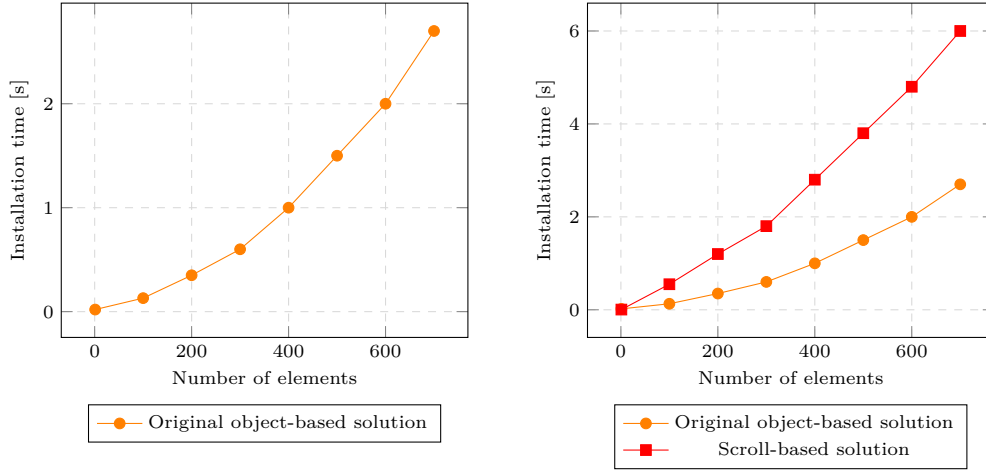 Installation time [s]
2
1
0
0 200 400 600
Number of elements
Original object-based solution
Installation time [s]
6
4
2
0
0 200 400 600
Number of elements
Original object-based solution
Scroll-based solution